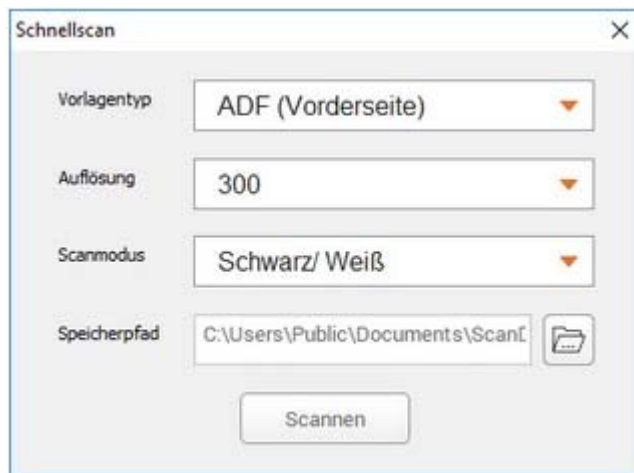 Schnellscan
Vorlagentyp ADF (Vorderseite)
Auflösung 300
Scanmodus Schwarz/ Weiß
Speicherpfad C:\Users\Public\Documents\Scan
Scannen